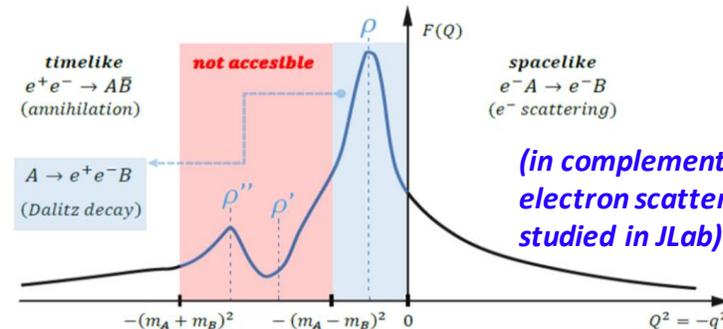 ρ
F(Q)
timelike
e⁺e⁻ → AB̄
(annihilation)
not accesible
spacelike
e⁻A → e⁻B
(e⁻ scattering)
A → e⁺e⁻B
(Dalitz decay)
ρ''
ρ'
(in complement
electron scatter
studied in JLab)
−(m_A + m_B)²
− (m_A − m_B)²
0
Q² = −q²